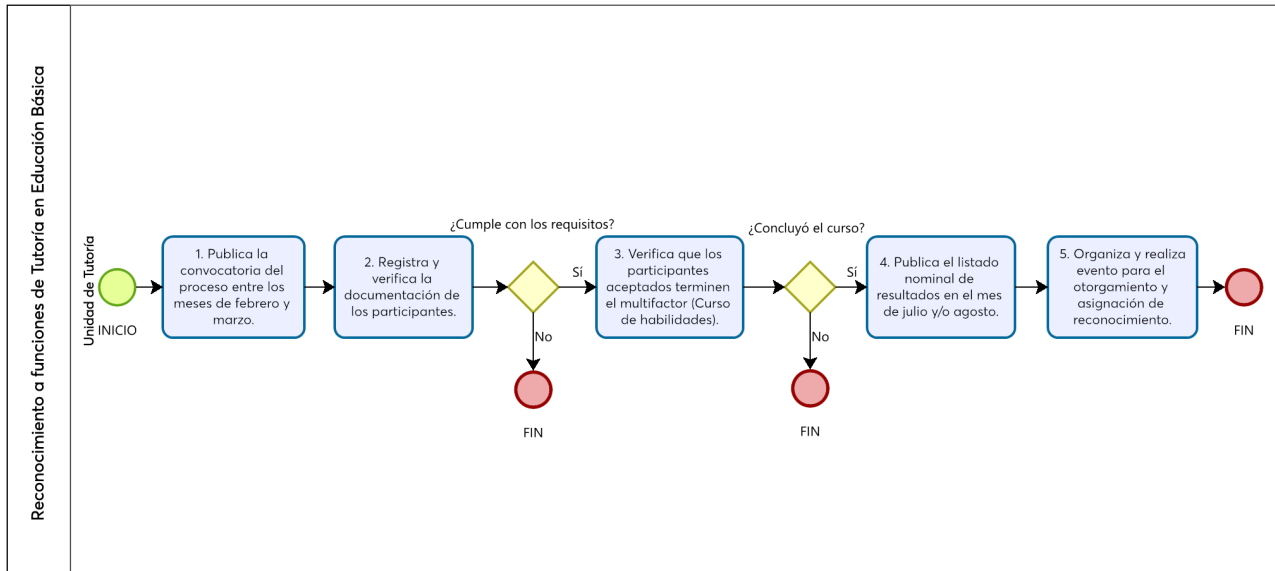 Reconocimiento a funciones de Tutoría en Educaión Básica
Unidad de Tutoría
INICIO
1. Publica la
convocatoria del
proceso entre los
meses de febrero y
marzo.
2. Registra y
verifica la
documentación de
los participantes.
¿Cumple con los requisitos?
Sí
No
FIN
3. Verifica que los
participantes
aceptados terminen
el multifactor (Curso
de habilidades).
¿Concluyó el curso?
Sí
No
FIN
4. Publica el listado
nominal de
resultados en el mes
de julio y/o agosto.
5. Organiza y realiza
evento para el
otorgamiento y
asignación de
reconocimiento.
FIN